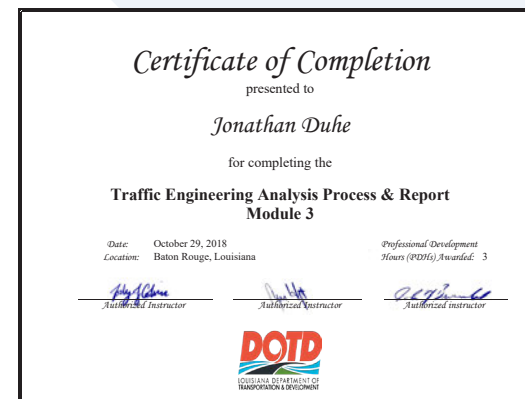 Certificate of Completion
presented to
Jonathan Duhe
for completing the
Traffic Engineering Analysis Process & Report
Module 3
Date: October 29, 2018
Location: Baton Rouge, Louisiana
Professional Development
Hours (PDHs) Awarded: 3
Authorized Instructor
Authorized Instructor
Authorized instructor
DOTD
LOUISIANA DEPARTMENT OF
TRANSPORTATION & DEVELOPMENT